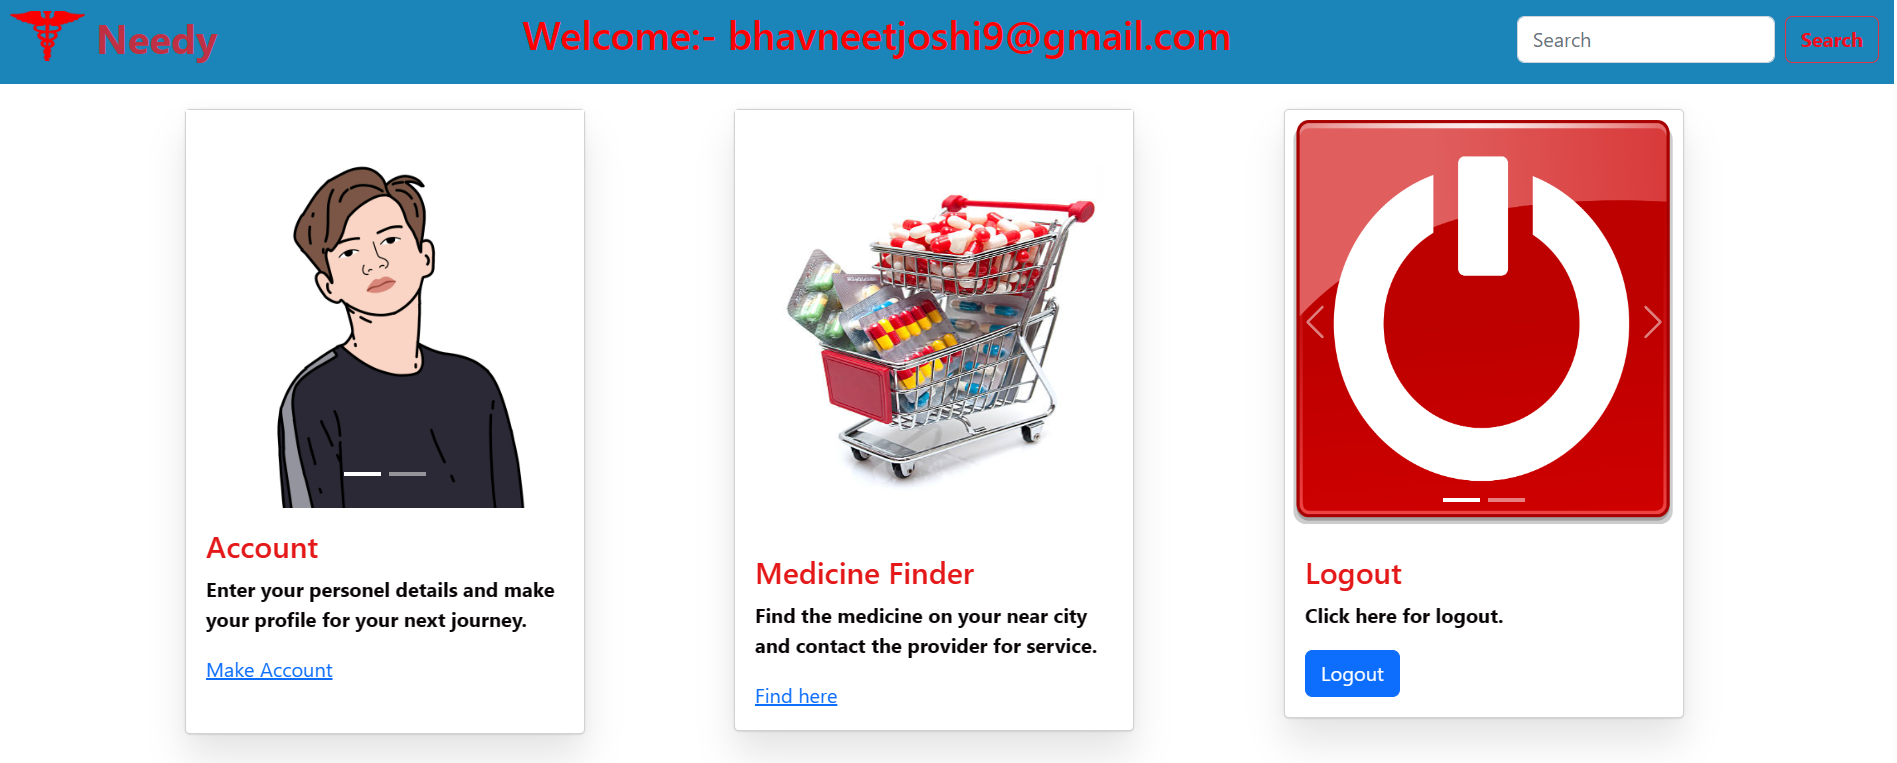 Needy
Welcome:- bhavneetjoshi9@gmail.com
Search
Search
Account
Enter your personel details and make
your profile for your next journey.
Make Account
Medicine Finder
Find the medicine on your near city
and contact the provider for service.
Find here
Logout
Click here for logout.
Logout